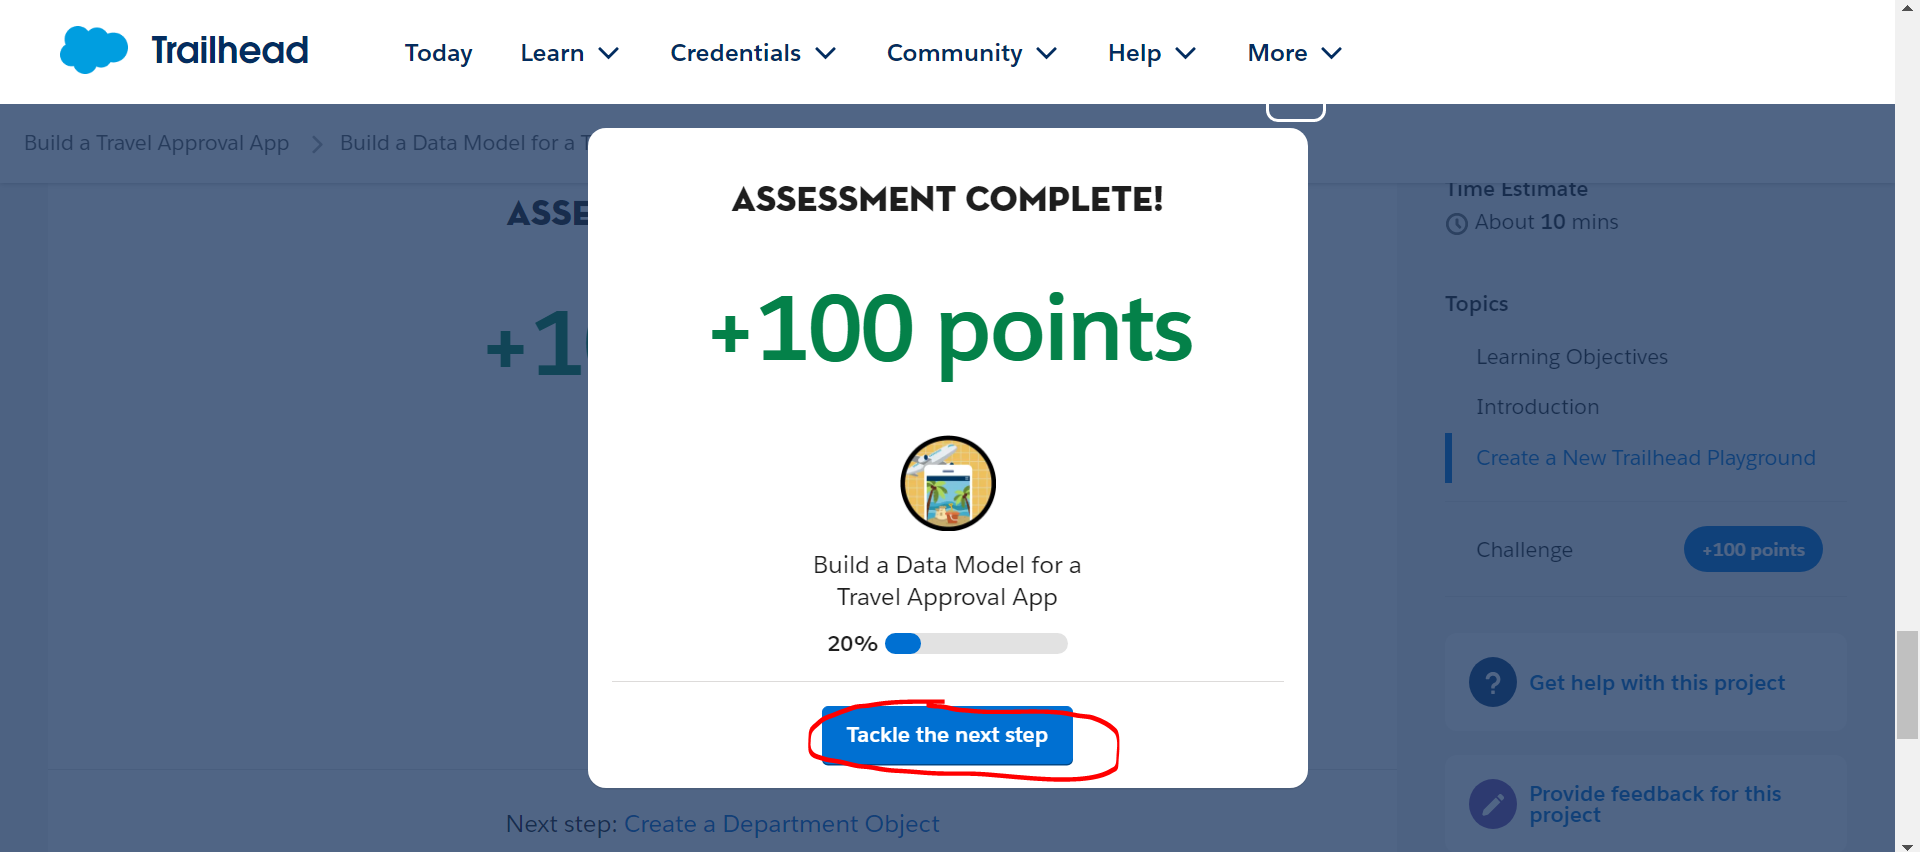 Trailhead
Today
Learn
Credentials
Community
Help
More
Build a Travel Approval App
Build a Data Model for a T
ASSESSMENT COMPLETE!
+100 points
Build a Data Model for a
Travel Approval App
20%
Tackle the next step
ASSE
+10
Next step: Create a Department Object
Time Estimate
About 10 mins
Topics
Learning Objectives
Introduction
Create a New Trailhead Playground
Challenge
+100 points
? Get help with this project
Provide feedback for this
project